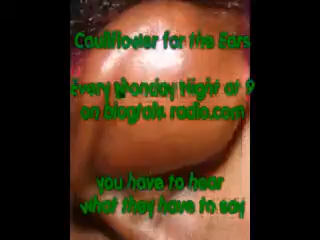 Cauliflower for the Ears
Every Monday Night at 9
on blogtalk radio.com
you have to hear
what they have to say